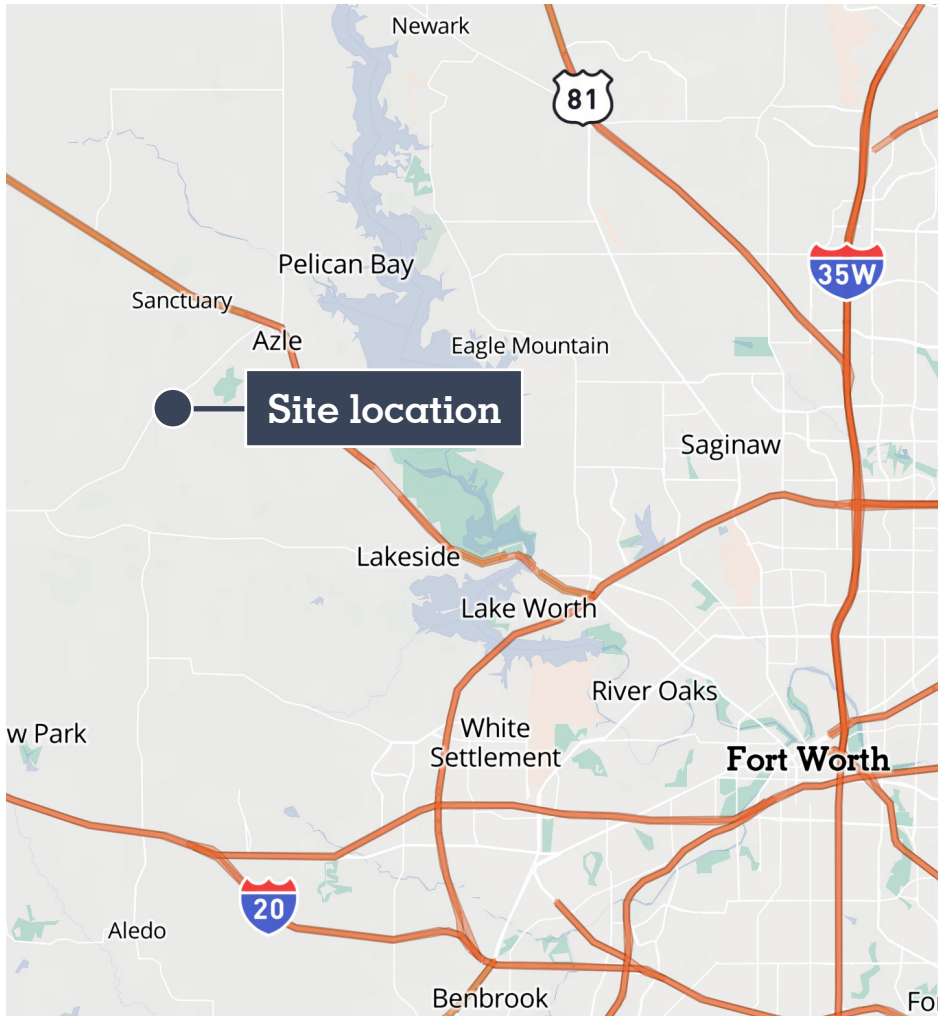 Newark
81
Pelican Bay
35W
Sanctuary
Azle
Eagle Mountain
Site location
Saginaw
Lakeside
Lake Worth
River Oaks
w Park
White
Settlement
Fort Worth
20
Aledo
Benbrook
For